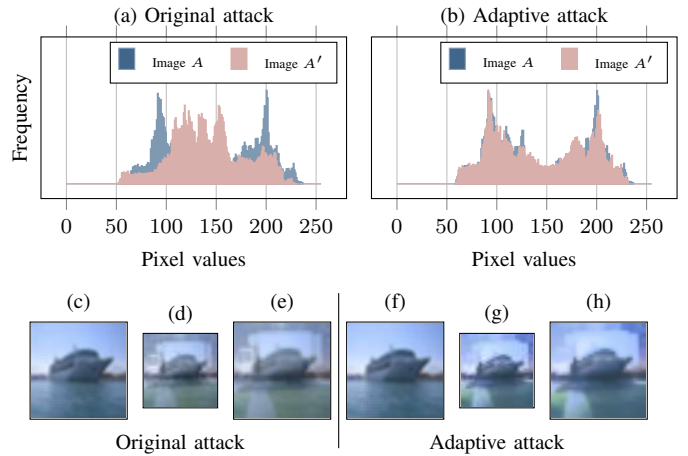 (a) Original attack
(b) Adaptive attack
Image A
Image A′
Image A
Image A′
Frequency
0 50 100 150 200 250
0 50 100 150 200 250
Pixel values
Pixel values
(c)
(d)
(e)
(f)
(g)
(h)
Original attack
Adaptive attack